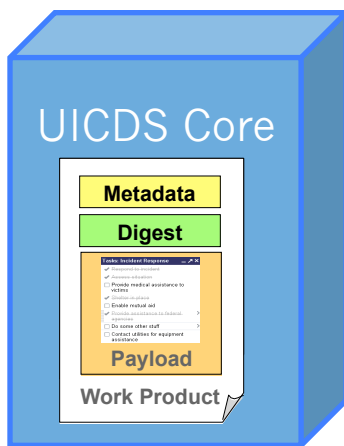 UICDS Core
Metadata
Digest
Tasks: Incident Response
Respond to incident
Assess situation
Provide medical assistance to
victims
Shelter in place
Enable mutual aid
Provide assistance to federal
agencies
Do some other stuff
Contact utilities for equipment
assistance
Payload
Work Product